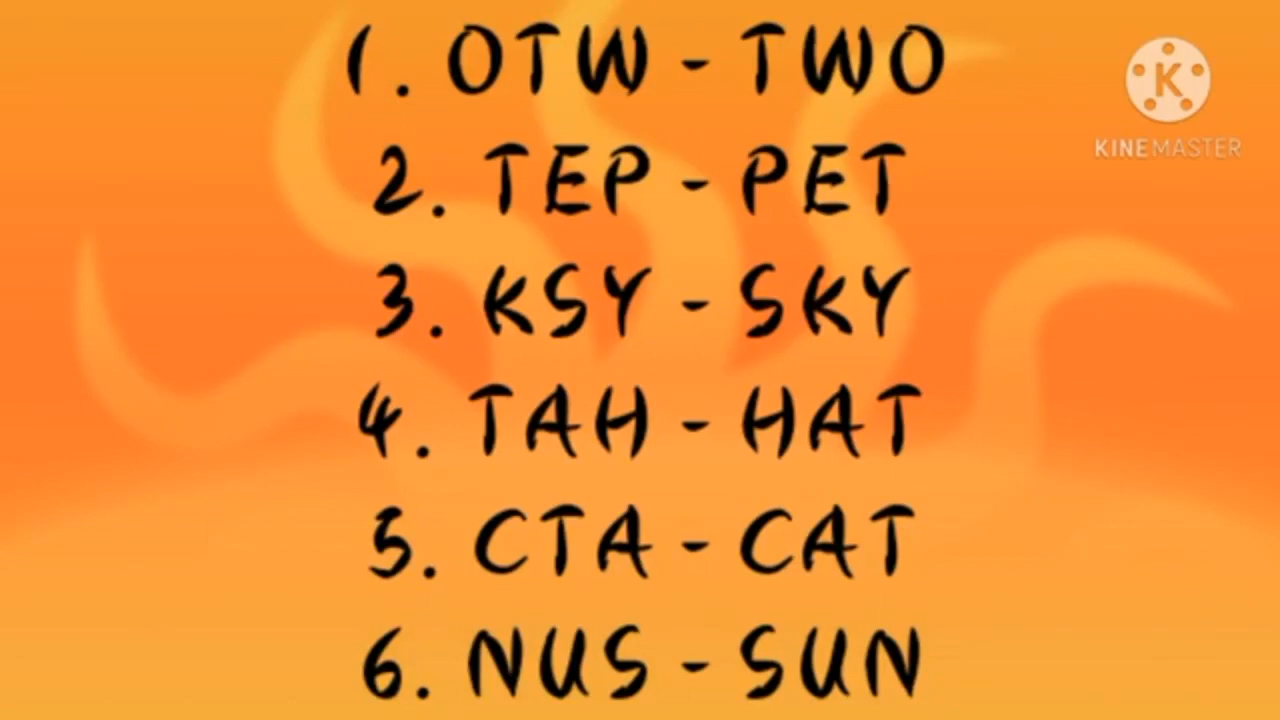 1. OTW - TWO
K
KINEMASTER
2. TEP - PET
3. KSY - SKY
4. TAH - HAT
5. CTA - CAT
6. NUS - SUN